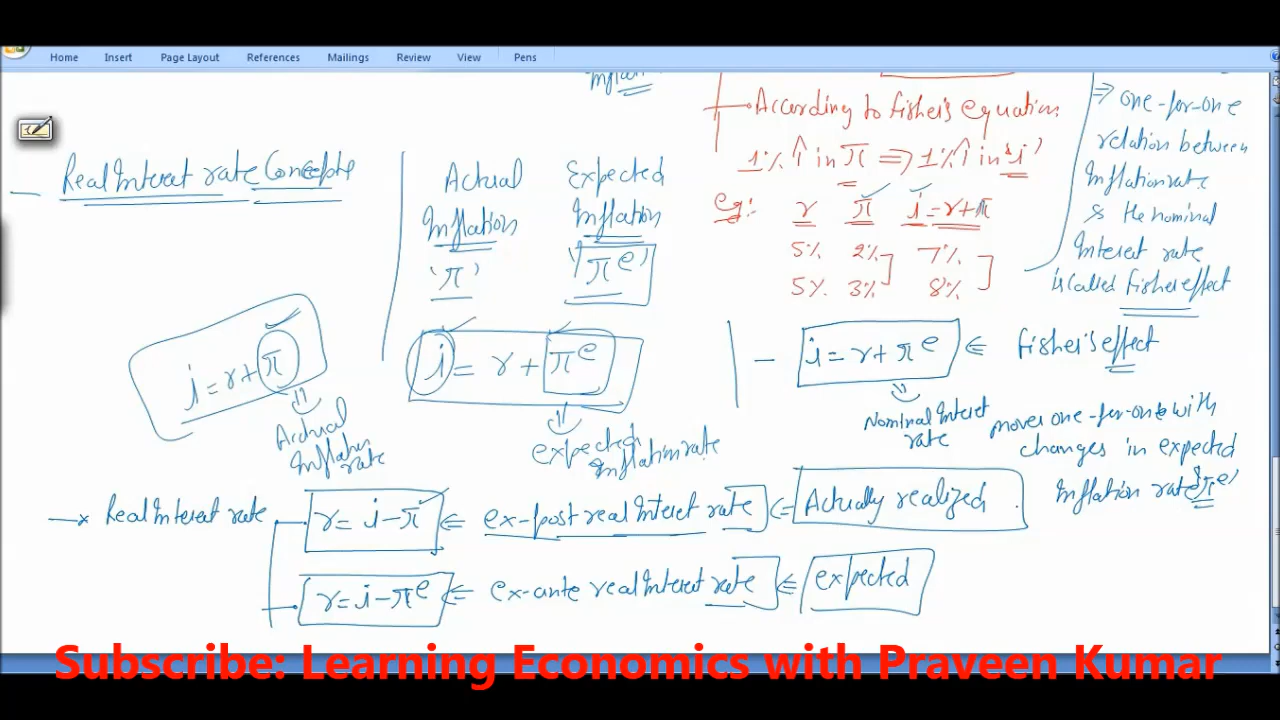 Home Insert Page Layout References Mailings Review View Pens
According to fisher's equation
1% ↑ in π => 1% ↑ in 'i'
eg:- r π i = r+π
5% 2% 7%
5% 3% 8%
=> one-for-one
relation between
Inflation rate
& the nominal
Interest rate
is called fisher effect
Real Interest rate Concepts
Actual
Inflation
'π'
Expected
Inflation
'πᵉ'
i = r+π
Actual
Inflation
rate
i = r + πᵉ
expected
Inflation rate
- i = r + πᵉ <= fisher's effect
Nominal Interest
rate
moves one-for-one with
changes in expected
Inflation rate 'πᵉ'
Real Interest rate
r = i - π <= ex-post real Interet rate <= Actually realized
r = i - πᵉ <= ex-ante real Interest rate <= expected
Subscribe: Learning Economics with Praveen Kumar